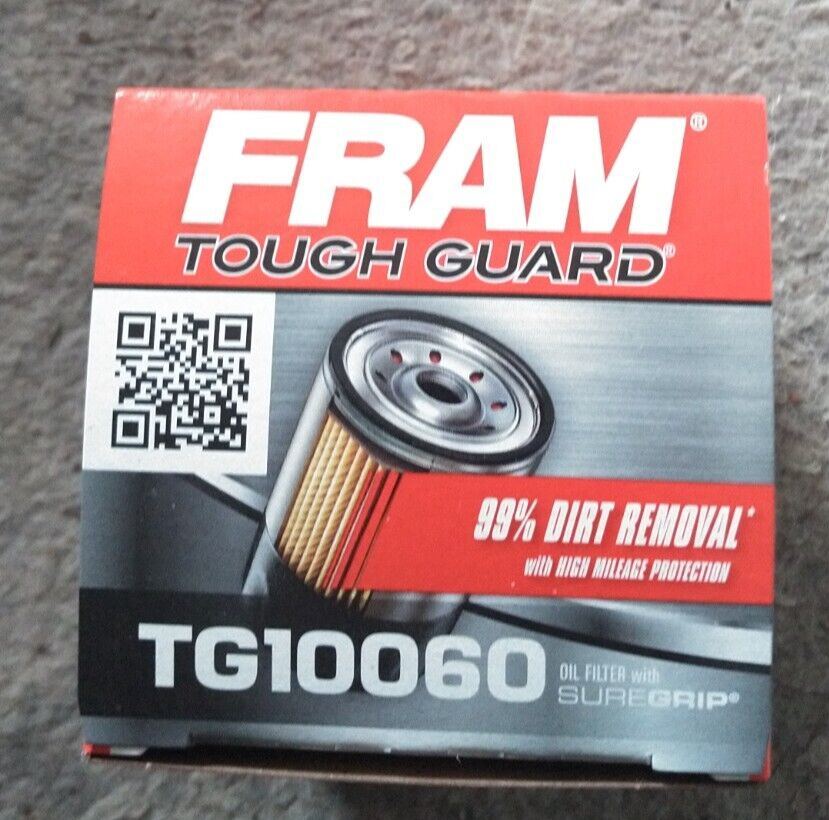 FRAM®
TOUGH GUARD®
99% DIRT REMOVAL*
with HIGH MILEAGE PROTECTION
TG10060
OIL FILTER with
SUREGRIP®